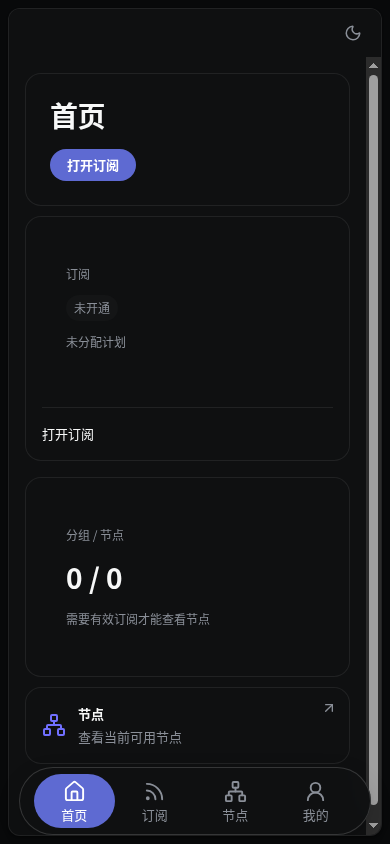 首页
打开订阅
订阅
未开通
未分配计划
打开订阅
分组 / 节点
0 / 0
需要有效订阅才能查看节点
节点
查看当前可用节点
首页
订阅
节点
我的